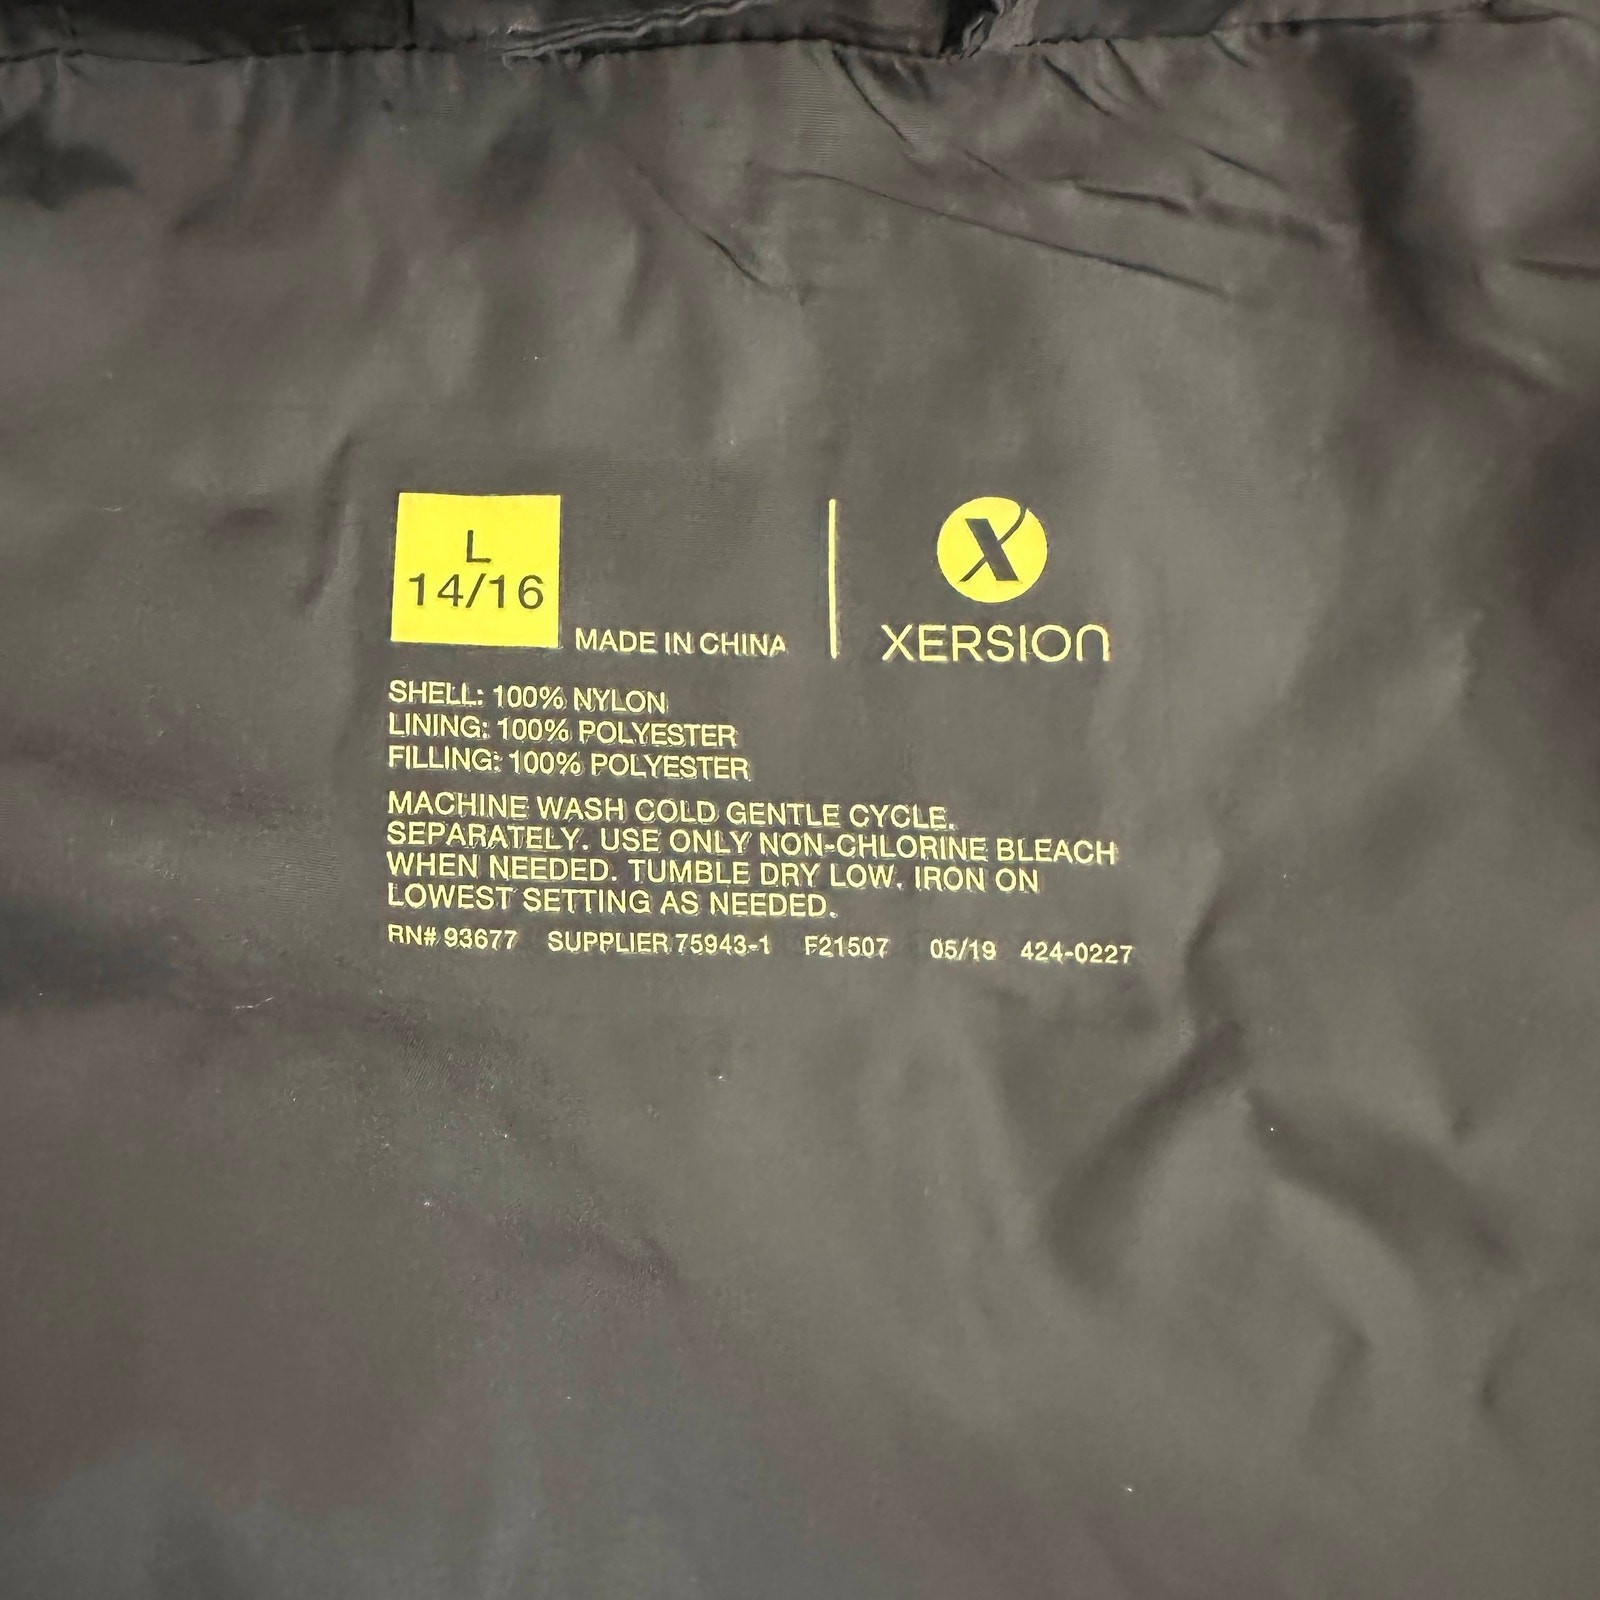 L
14/16
MADE IN CHINA
X
XERSION
SHELL: 100% NYLON
LINING: 100% POLYESTER
FILLING: 100% POLYESTER
MACHINE WASH COLD GENTLE CYCLE.
SEPARATELY. USE ONLY NON-CHLORINE BLEACH
WHEN NEEDED. TUMBLE DRY LOW. IRON ON
LOWEST SETTING AS NEEDED.
RN# 93677 SUPPLIER 75943-1 F21507 05/19 424-0227